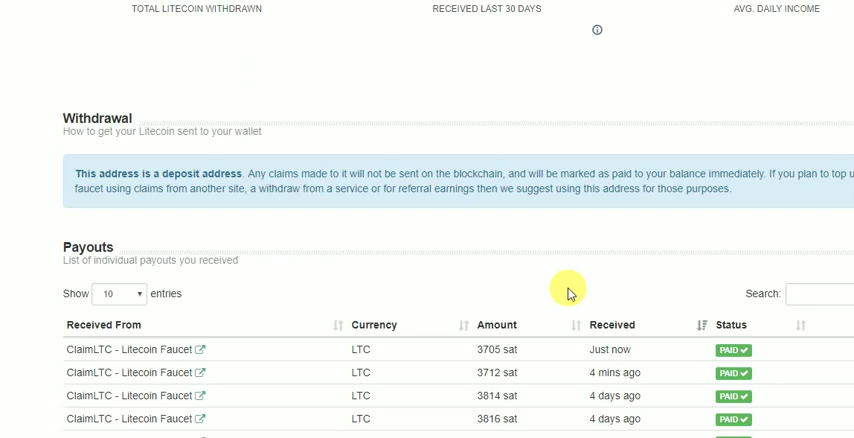 TOTAL LITECOIN WITHDRAWN RECEIVED LAST 30 DAYS AVG. DAILY INCOME
Withdrawal
How to get your Litecoin sent to your wallet
This address is a deposit address. Any claims made to it will not be sent on the blockchain, and will be marked as paid to your balance immediately. If you plan to top u
faucet using claims from another site, a withdraw from a service or for referral earnings then we suggest using this address for those purposes.
Payouts
List of individual payouts you received
Show 10 entries Search:
Received From Currency Amount Received Status
ClaimLTC - Litecoin Faucet LTC 3705 sat Just now PAID
ClaimLTC - Litecoin Faucet LTC 3712 sat 4 mins ago PAID
ClaimLTC - Litecoin Faucet LTC 3814 sat 4 days ago PAID
ClaimLTC - Litecoin Faucet LTC 3816 sat 4 days ago PAID